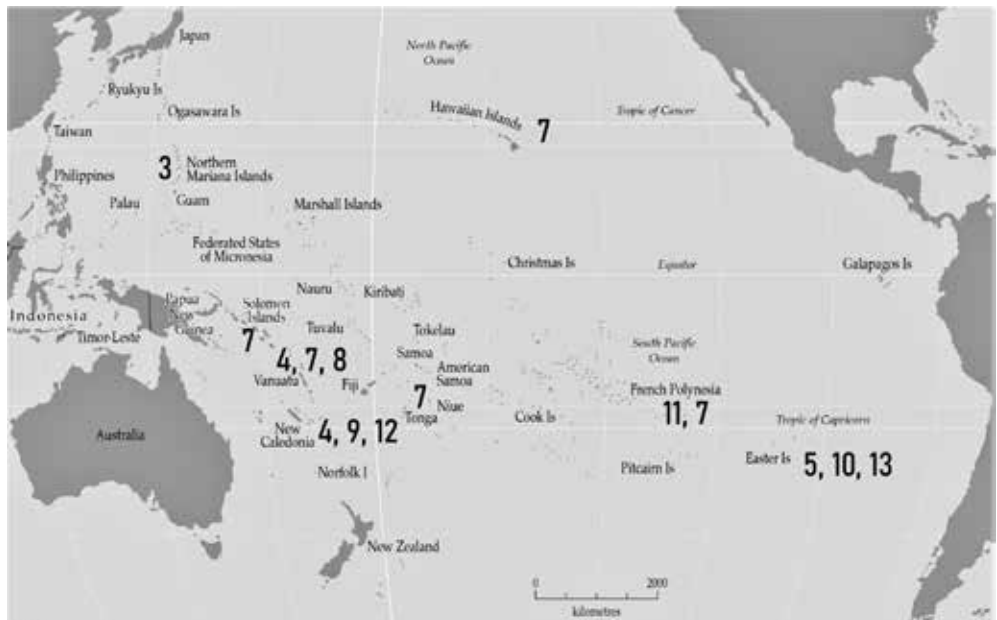 Japan
North Pacific
Ocean
Ryukyu Is
Ogasawara Is
Hawaiian Islands
7
Tropic of Cancer
Taiwan
3
Northern
Mariana Islands
Philippines
Palau
Guam
Marshall Islands
Federated States
of Micronesia
Christmas Is
Equator
Galapagos Is
Nauru
Kiribati
Indonesia
Papua
New
Guinea
Solomon
Islands
7
Timor-Leste
Tuvalu
Tokelau
4, 7, 8
Samoa
American
Samoa
South Pacific
Ocean
Vanuatu
Fiji
7
Niue
Tonga
French Polynesia
11, 7
Cook Is
Tropic of Capricorn
Australia
New
Caledonia
4, 9, 12
Norfolk I
Pitcairn Is
Easter Is
5, 10, 13
New Zealand
0
2000
kilometres